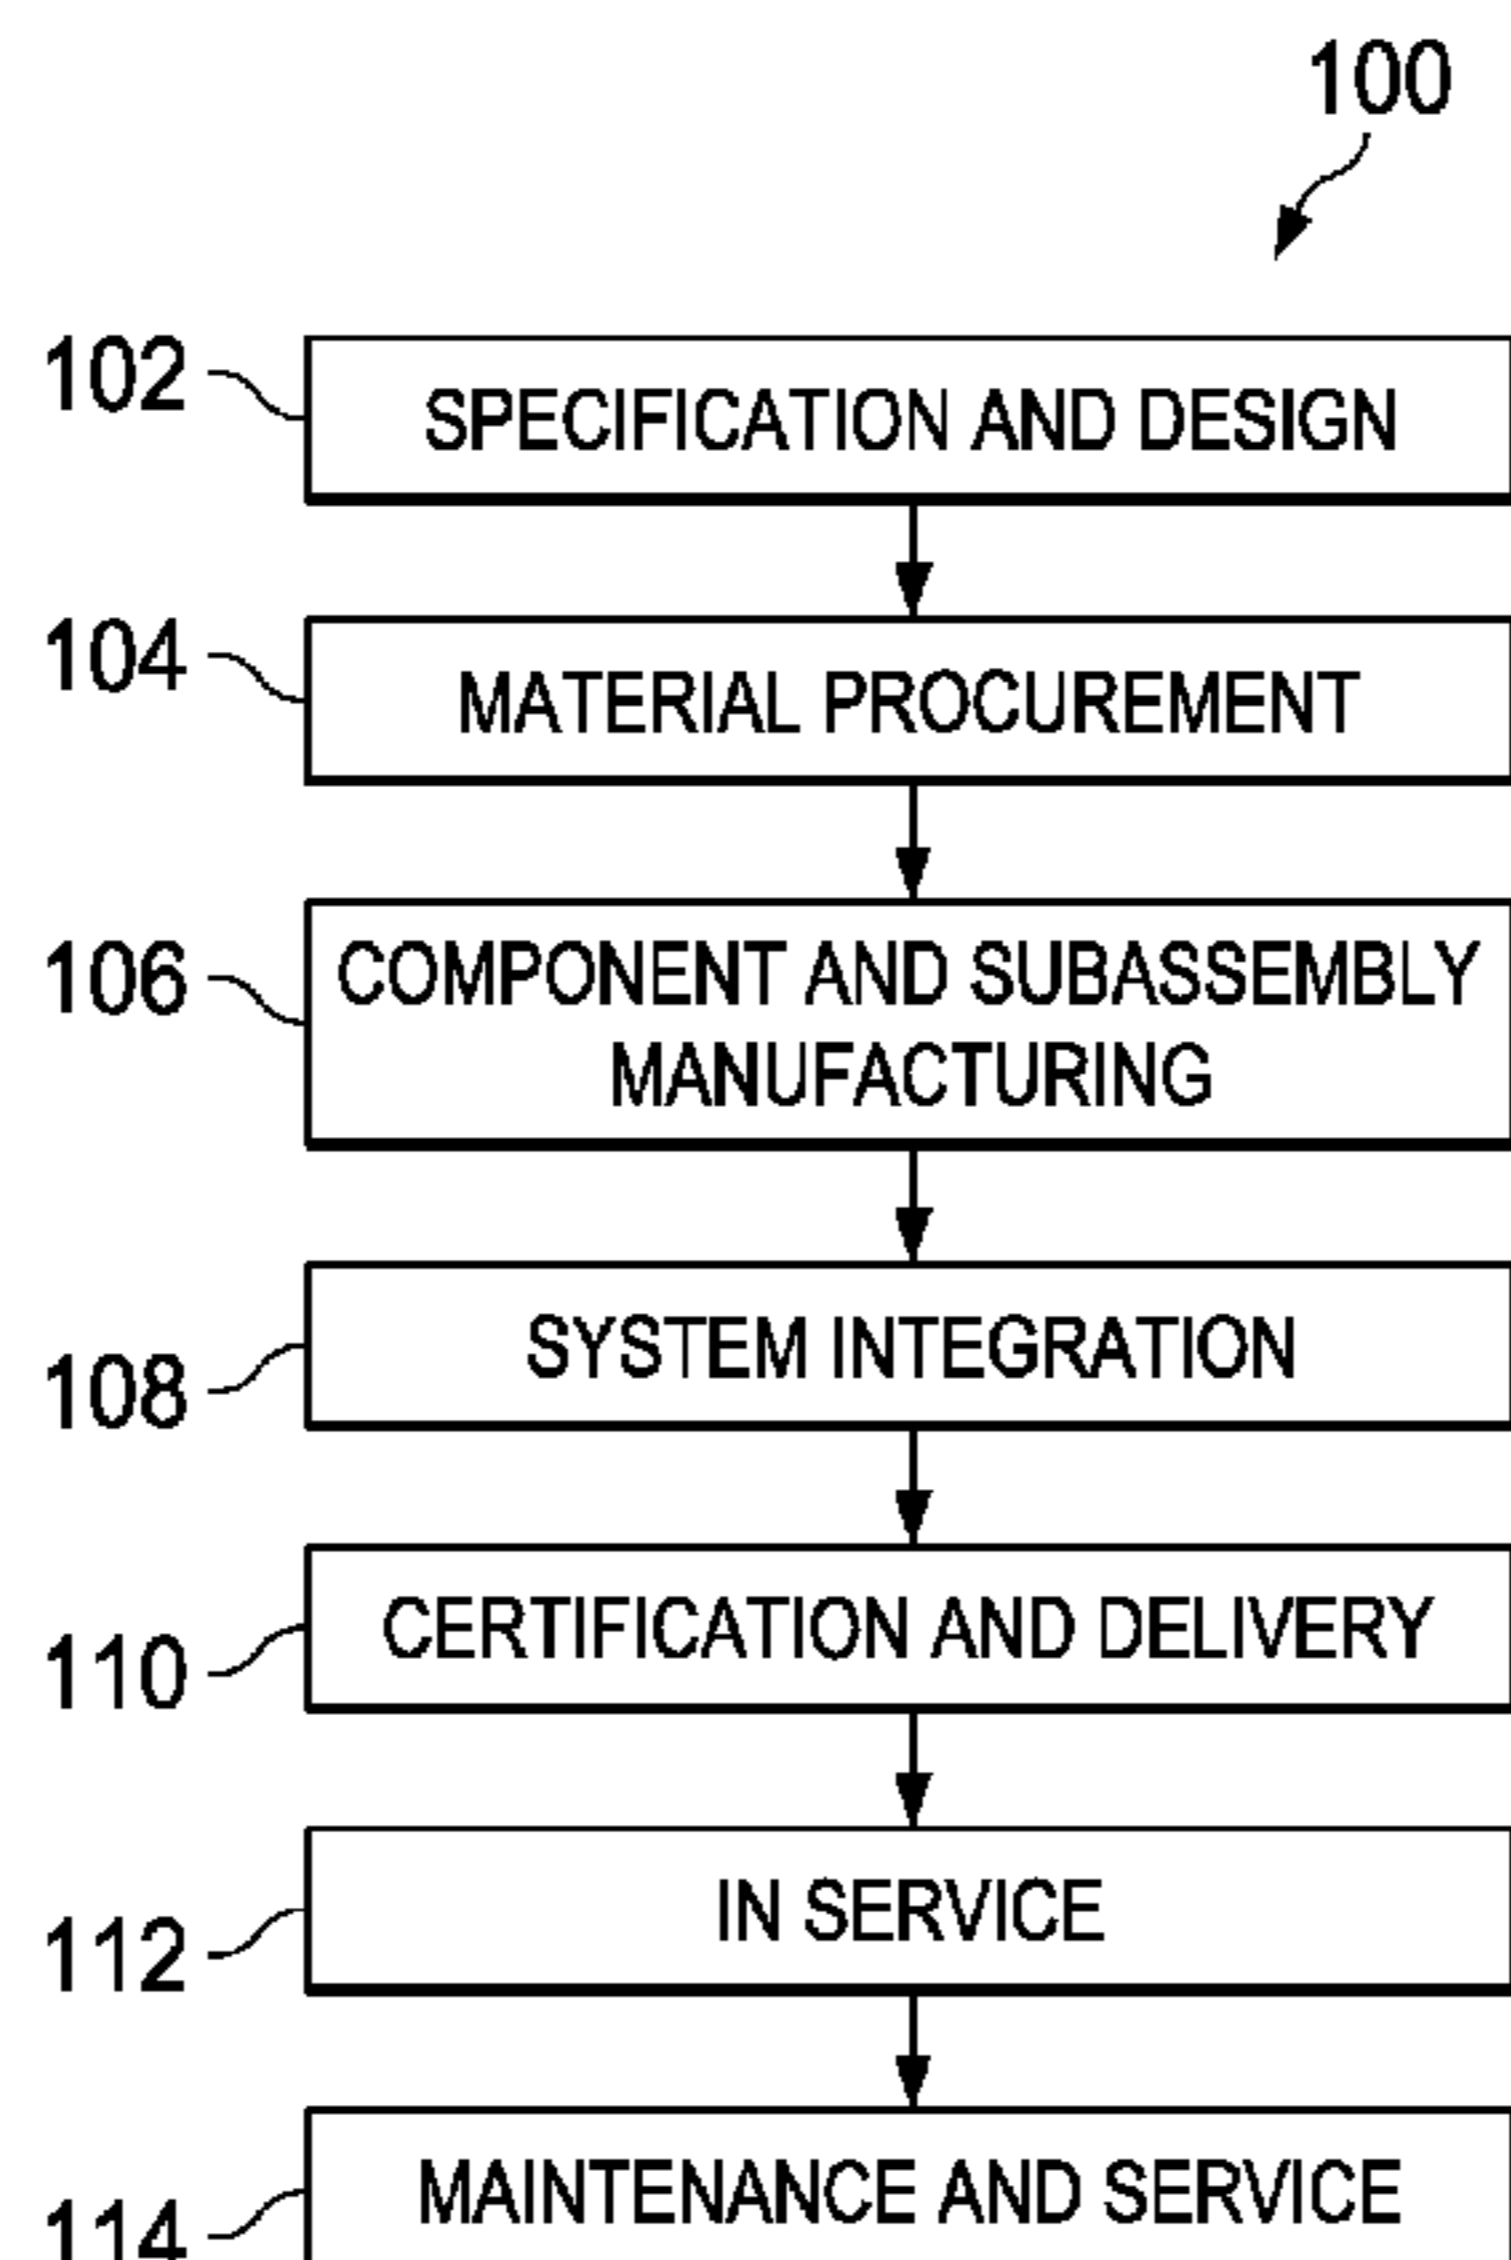 100
102
SPECIFICATION AND DESIGN
104
MATERIAL PROCUREMENT
106
COMPONENT AND SUBASSEMBLY
MANUFACTURING
108
SYSTEM INTEGRATION
110
CERTIFICATION AND DELIVERY
112
IN SERVICE
114
MAINTENANCE AND SERVICE